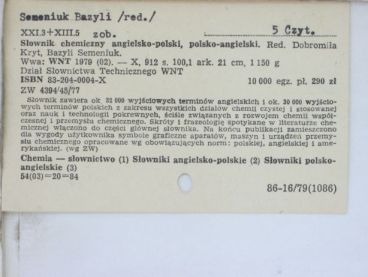 Semeniuk Bazyli /red./
XXI.3+XIII.5 zob. 5 Czyt.
Słownik chemiczny angielsko-polski, polsko-angielski. Red. Dobromiła
Kryt, Bazyli Semeniuk.
Wwa: WNT 1979 (02). — X, 912 s. 100,1 ark. 21 cm, 1 150 g
Dział Słownictwa Technicznego WNT
ISBN 83-204-0004-X 10 000 egz. pł. 290 zł
ZW 4394/45/77
Słownik zawiera ok. 32 000 wyjściowych terminów angielskich i ok. 30 000 wyjścio-
wych terminów polskich z zakresu wszystkich działów chemii czystej i stosowanej
oraz nauk i technologii pokrewnych, ściśle związanych z rozwojem chemii współ-
czesnej i przemysłu chemicznego. Skróty i frazeologię spotykane w literaturze che-
micznej włączono do części głównej słownika. Na końcu publikacji zamieszczono
dla wygody użytkownika symbole graficzne aparatów, maszyn i urządzeń przemy-
słu chemicznego opracowane wg obowiązujących norm: polskiej, angielskiej i ame-
rykańskiej. (wg ZW)
Chemia — słownictwo (1) Słowniki angielsko-polskie (2) Słowniki polsko-
angielskie (3)
54(03)=20=84
86-16/79(1086)